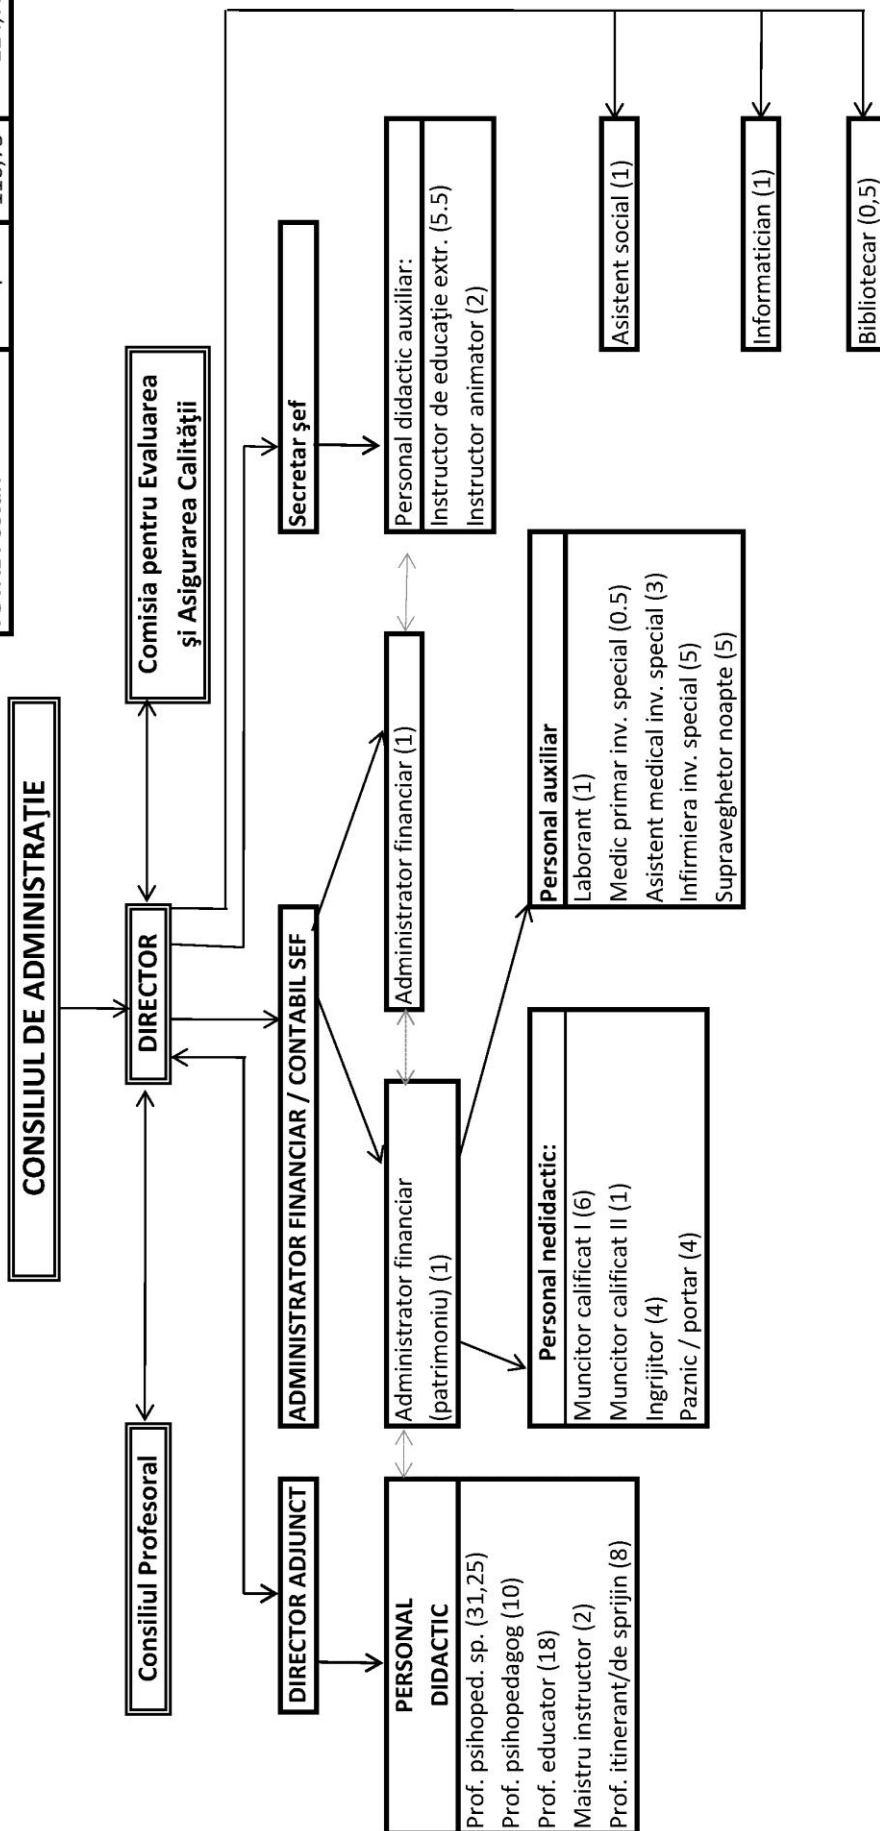 CONSILIUL DE ADMINISTRAŢIE
Consiliul Profesoral
DIRECTOR
Comisia pentru Evaluarea
şi Asigurarea Calităţii
DIRECTOR ADJUNCT
ADMINISTRATOR FINANCIAR / CONTABIL SEF
Secretar şef
PERSONAL
DIDACTIC
Prof. psihoped. sp. (31,25)
Prof. psihopedagog (10)
Prof. educator (18)
Maistru instructor (2)
Prof. itinerant/de sprijin (8)
Administrator financiar
(patrimoniu) (1)
Administrator financiar (1)
Personal didactic auxiliar:
Instructor de educaţie extr. (5.5)
Instructor animator (2)
Personal nedidactic:
Muncitor calificat I (6)
Muncitor calificat II (1)
Ingrijitor (4)
Paznic / portar (4)
Personal auxiliar
Laborant (1)
Medic primar inv. special (0.5)
Asistent medical inv. special (3)
Infirmiera inv. special (5)
Supraveghetor noapte (5)
Asistent social (1)
Informatician (1)
Bibliotecar (0,5)